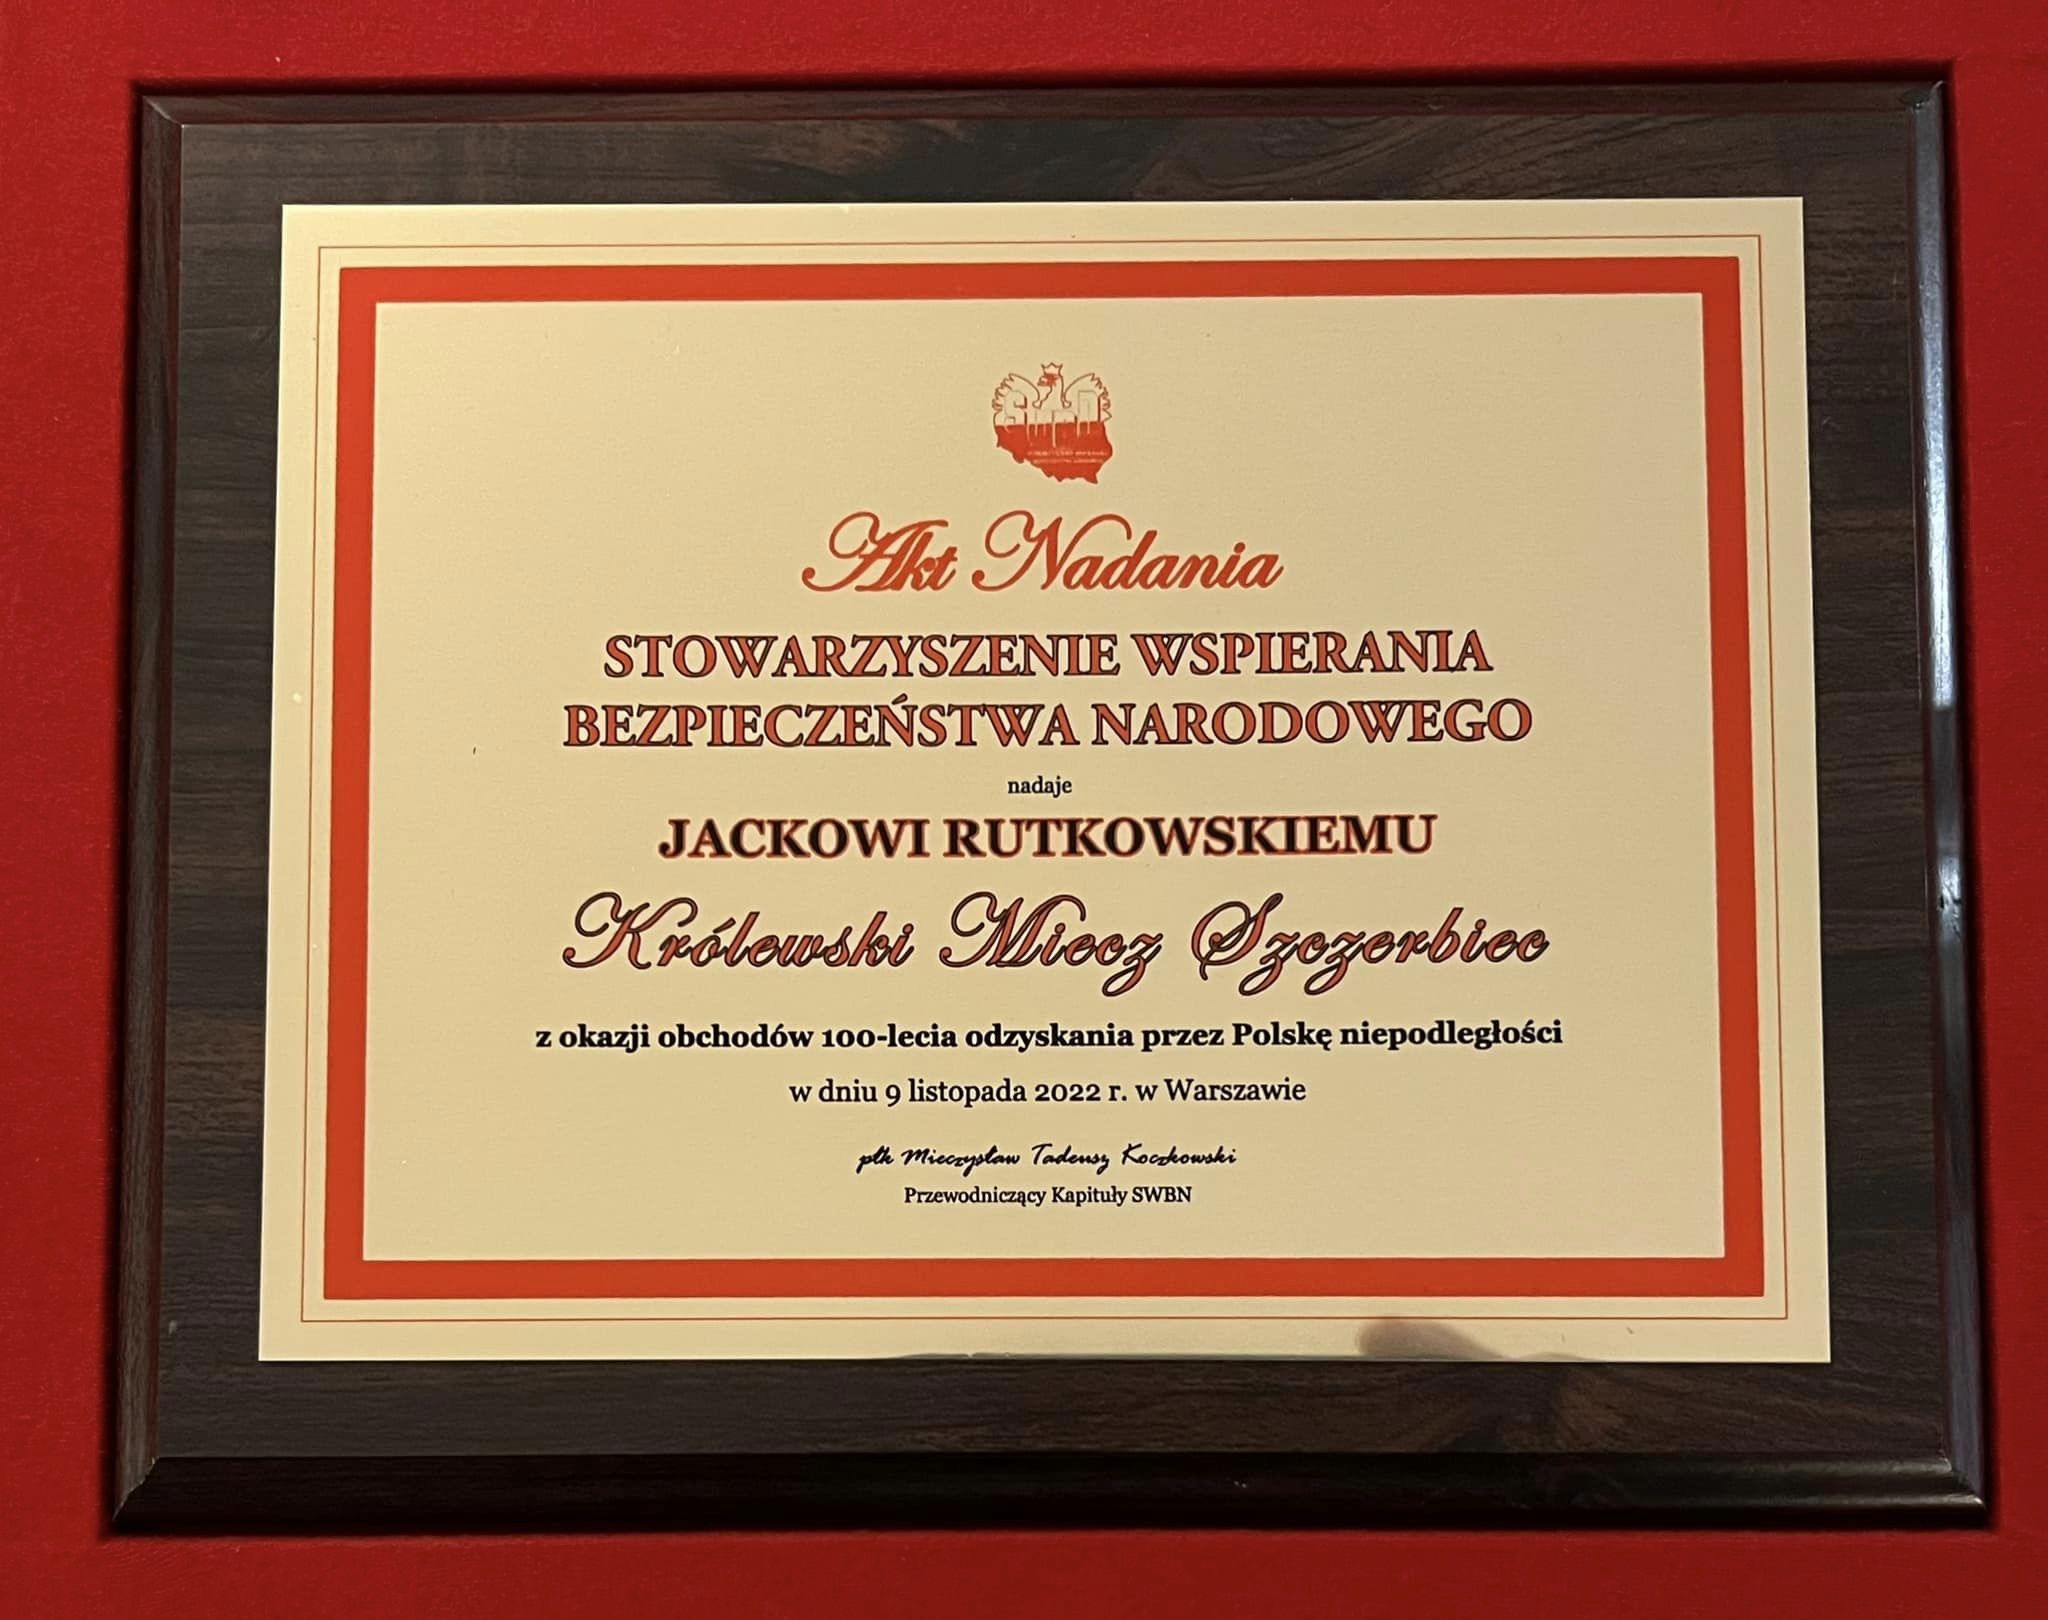 SWBN
Akt Nadania
STOWARZYSZENIE WSPIERANIA
BEZPIECZEŃSTWA NARODOWEGO
nadaje
JACKOWI RUTKOWSKIEMU
Królewski Miecz Szczerbiec
z okazji obchodów 100-lecia odzyskania przez Polskę niepodległości
w dniu 9 listopada 2022 r. w Warszawie
płk Mieczysław Tadeusz Koczkowski
Przewodniczący Kapituły SWBN